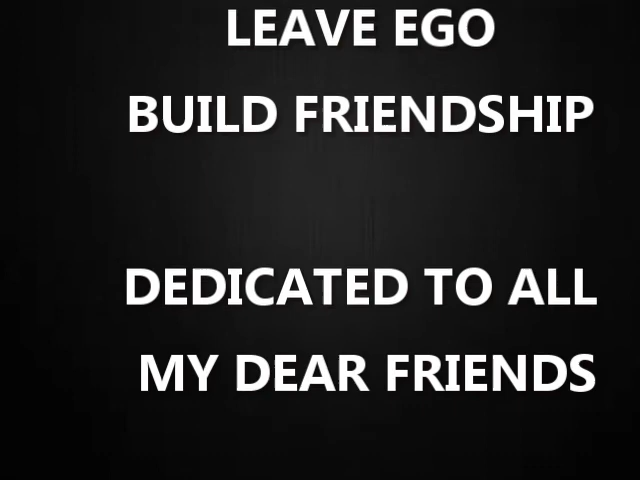 LEAVE EGO
BUILD FRIENDSHIP
DEDICATED TO ALL
MY DEAR FRIENDS